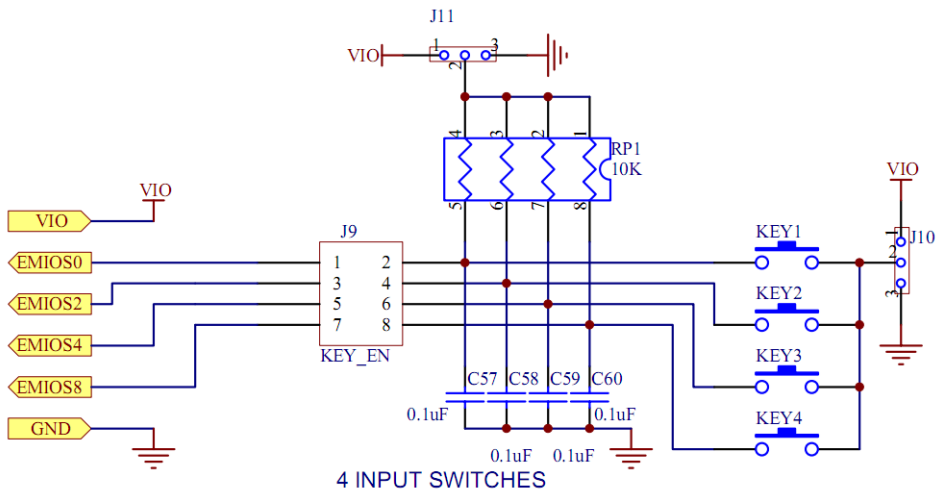 J11
VIO 1 2 3
4 3 2 1
RP1
10K
5 6 7 8
VIO
VIO
VIO
J9
KEY1
1
2
3
J10
EMIOS0
1 2
EMIOS2
3 4
KEY2
EMIOS4
5 6
EMIOS8
7 8
KEY_EN
KEY3
C57 C58 C59 C60
0.1uF 0.1uF
GND
KEY4
0.1uF 0.1uF
4 INPUT SWITCHES